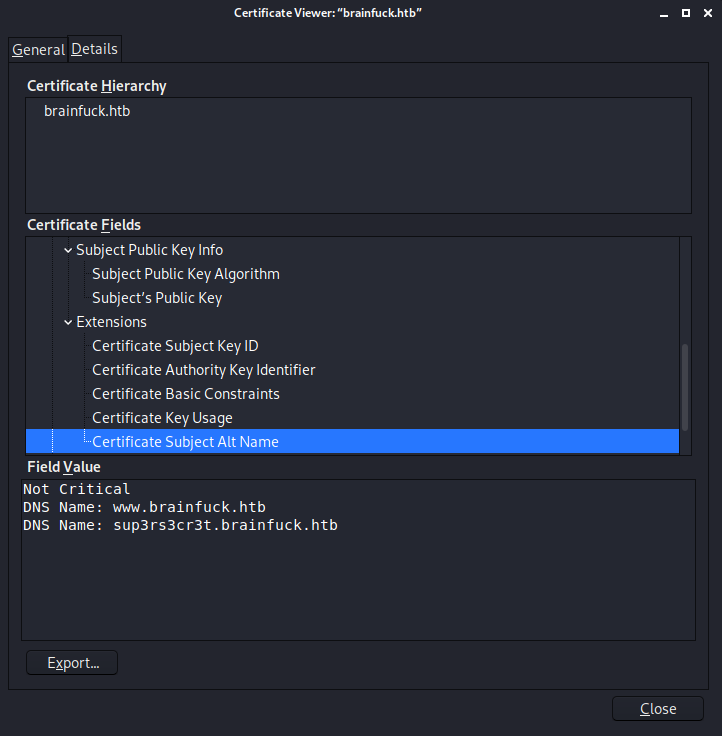 Certificate Viewer: “brainfuck.htb”
General Details
Certificate Hierarchy
brainfuck.htb
Certificate Fields
Subject Public Key Info
Subject Public Key Algorithm
Subject’s Public Key
Extensions
Certificate Subject Key ID
Certificate Authority Key Identifier
Certificate Basic Constraints
Certificate Key Usage
Certificate Subject Alt Name
Field Value
Not Critical
DNS Name: www.brainfuck.htb
DNS Name: sup3rs3cr3t.brainfuck.htb
Export...
Close